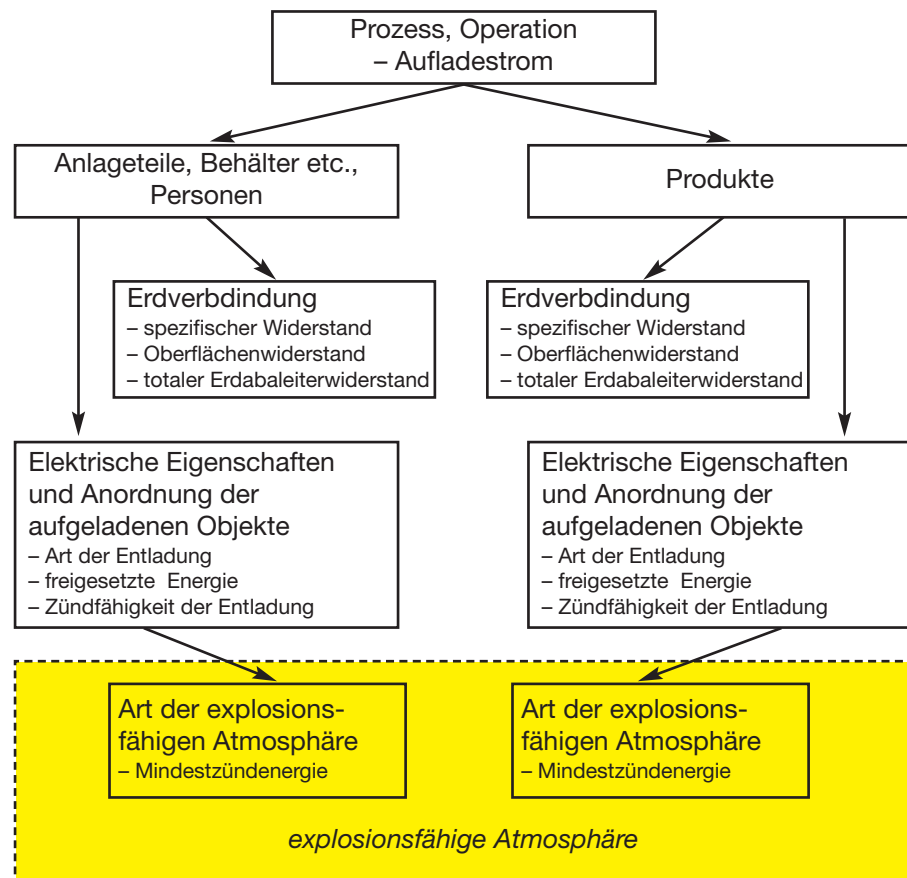 Prozess, Operation
– Aufladestrom
Anlageteile, Behälter etc.,
Personen
Produkte
Erdverbdindung
– spezifischer Widerstand
– Oberflächenwiderstand
– totaler Erdabaleiterwiderstand
Erdverbdindung
– spezifischer Widerstand
– Oberflächenwiderstand
– totaler Erdabaleiterwiderstand
Elektrische Eigenschaften
und Anordnung der
aufgeladenen Objekte
– Art der Entladung
– freigesetzte Energie
– Zündfähigkeit der Entladung
Elektrische Eigenschaften
und Anordnung der
aufgeladenen Objekte
– Art der Entladung
– freigesetzte Energie
– Zündfähigkeit der Entladung
Art der explosions-
fähigen Atmosphäre
– Mindestzündenergie
Art der explosions-
fähigen Atmosphäre
– Mindestzündenergie
explosionsfähige Atmosphäre